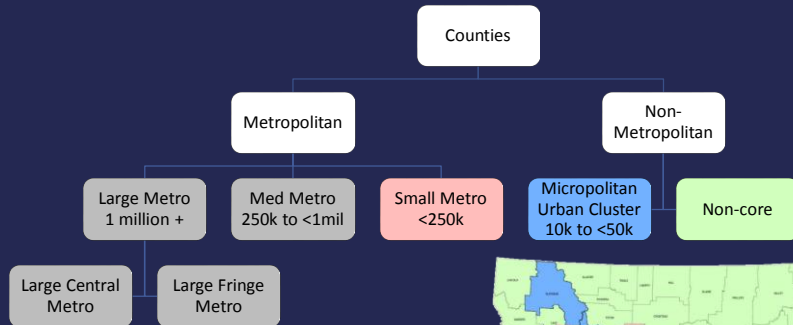 Counties
Metropolitan
Non-
Metropolitan
Large Metro
1 million +
Med Metro
250k to <1mil
Small Metro
<250k
Micropolitan
Urban Cluster
10k to <50k
Non-core
Large Central
Metro
Large Fringe
Metro